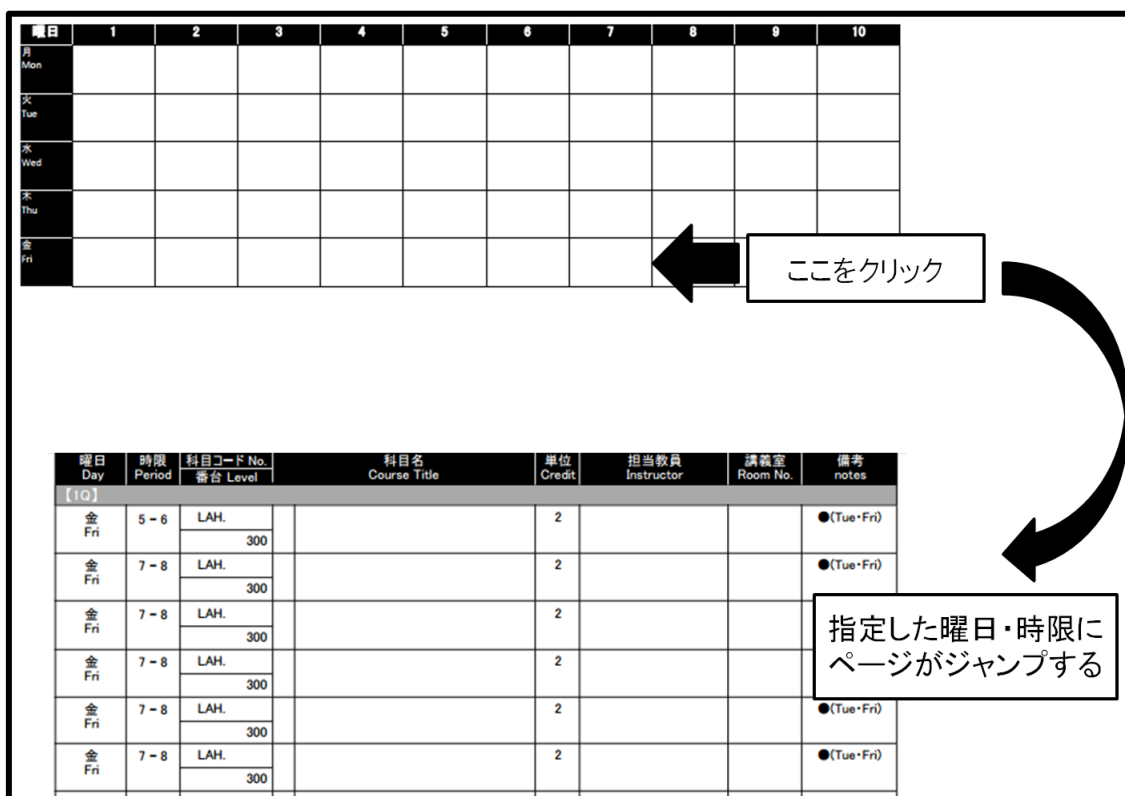 曜日 1 2 3 4 5 6 7 8 9 10
月
Mon
火
Tue
水
Wed
木
Thu
金
Fri
ここをクリック
曜日 時限 科目コード No. 科目名 単位 担当教員 講義室 備考
Day Period 番台 Level Course Title Credit Instructor Room No. notes
【1Q】
金 5 - 6 LAH. 2 ●(Tue・Fri)
Fri
300
金 7 - 8 LAH. 2 ●(Tue・Fri)
Fri
300
金 7 - 8 LAH. 2
Fri
300
指定した曜日・時限に
ページがジャンプする
金 7 - 8 LAH. 2
Fri
300
金 7 - 8 LAH. 2 ●(Tue・Fri)
Fri
300
金 7 - 8 LAH. 2 ●(Tue・Fri)
Fri
300